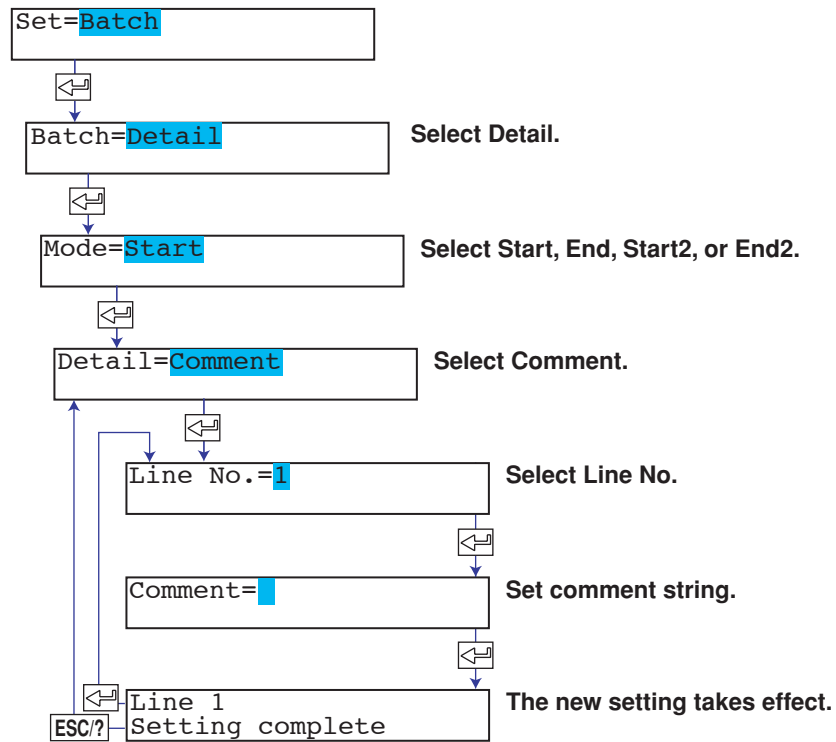 Set=Batch
Batch=Detail
Select Detail.
Mode=Start
Select Start, End, Start2, or End2.
Detail=Comment
Select Comment.
Line No.=1
Select Line No.
Comment=
Set comment string.
Line 1
The new setting takes effect.
ESC/?
Setting complete